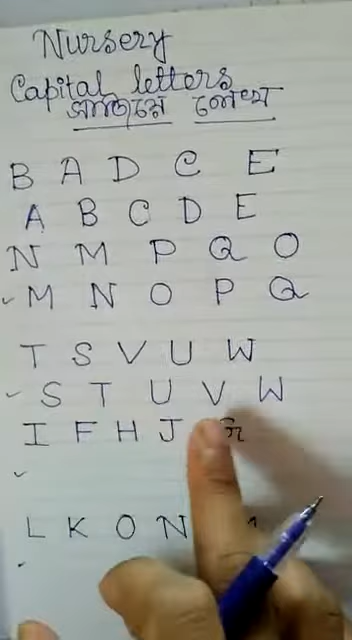 Nursery
Capital letters
সাজিয়ে লেখো
B A D C E
A B C D E
N M P Q O
✓ M N O P Q
T S V U W
✓ S T U V W
I F H J G
✓
L K O N